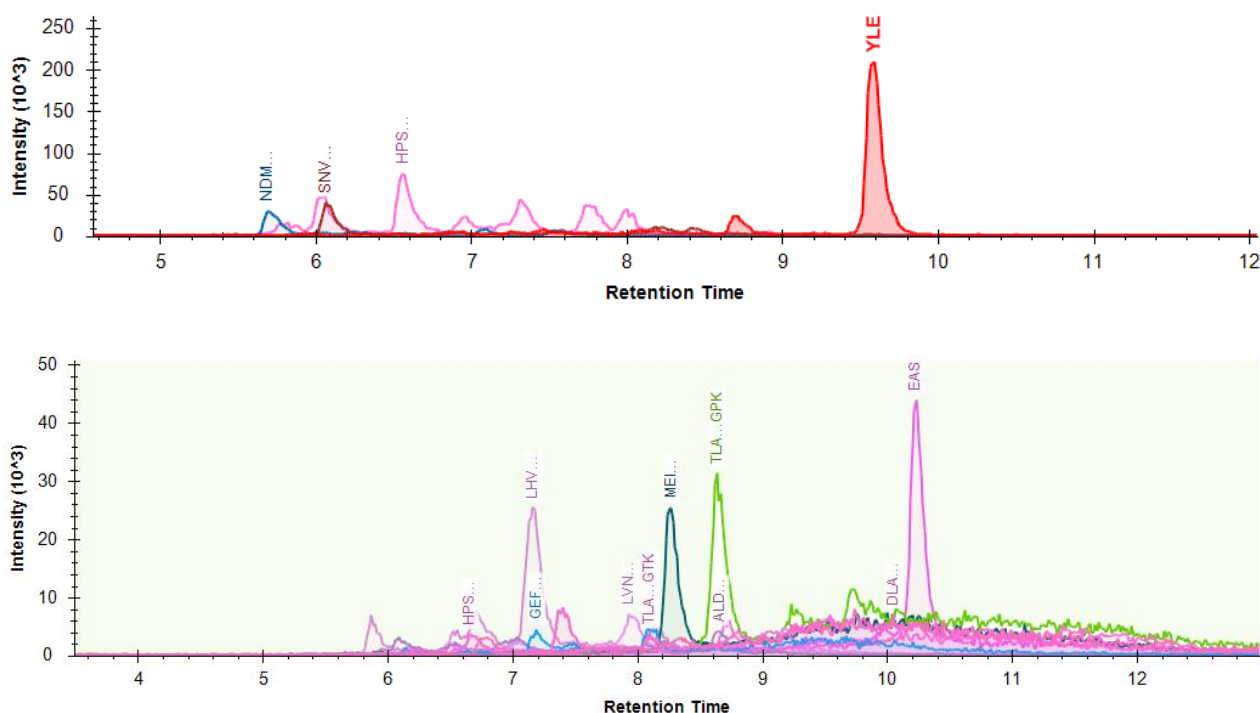 Intensity (10^3)
250
200
150
100
50
0
NDM...
SNV...
HPS...
YLE
5 6 7 8 9 10 11 12
Retention Time
Intensity (10^3)
50
40
30
20
10
0
HPS...
LHV...
GEF...
LVN...
TLA...GTK
MEI...
TLA...GPK
ALD...
DLA...
EAS
4 5 6 7 8 9 10 11 12
Retention Time